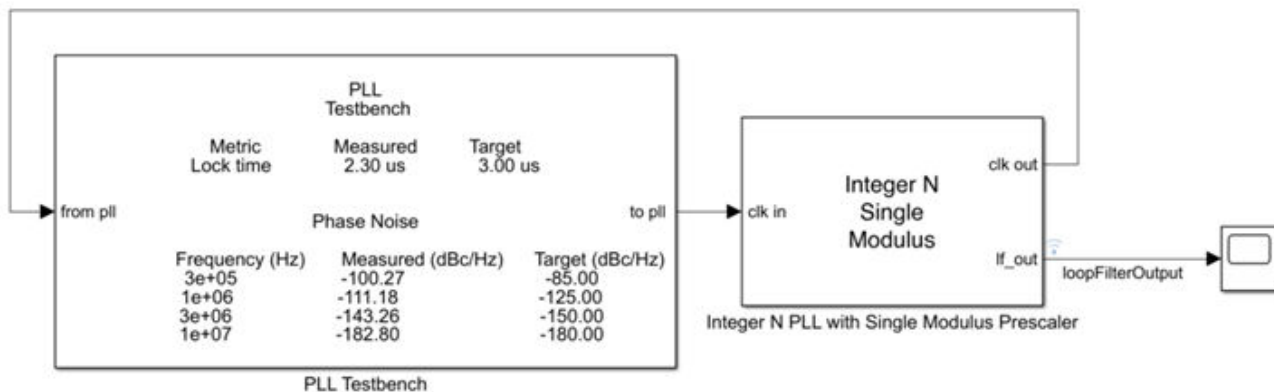 PLL
Testbench
Metric Measured Target
Lock time 2.30 us 3.00 us
from pll
to pll
Phase Noise
Frequency (Hz) Measured (dBc/Hz) Target (dBc/Hz)
3e+05 -100.27 -85.00
1e+06 -111.18 -125.00
3e+06 -143.26 -150.00
1e+07 -182.80 -180.00
PLL Testbench
clk in
Integer N
Single
Modulus
clk out
lf_out
Integer N PLL with Single Modulus Prescaler
loopFilterOutput